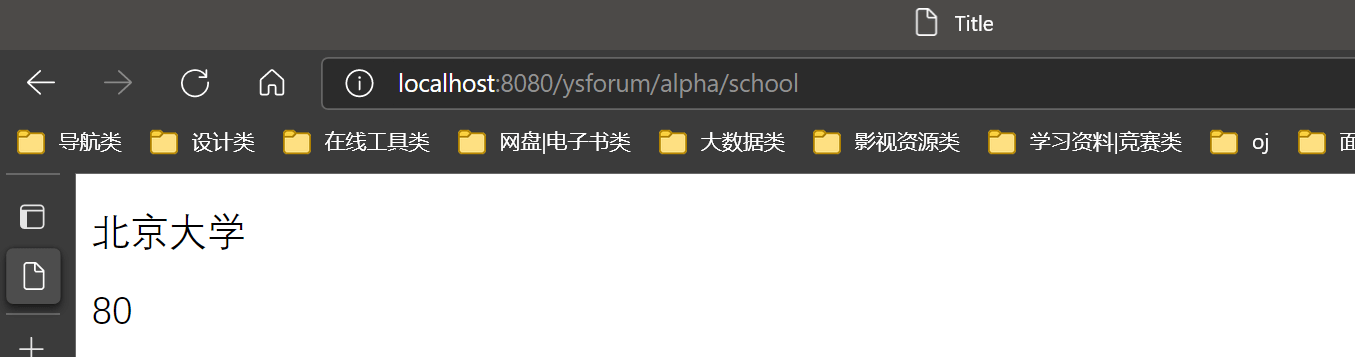 Title
localhost:8080/ysforum/alpha/school
导航类 设计类 在线工具类 网盘|电子书类 大数据类 影视资源类 学习资料|竞赛类 oj 面
北京大学
80